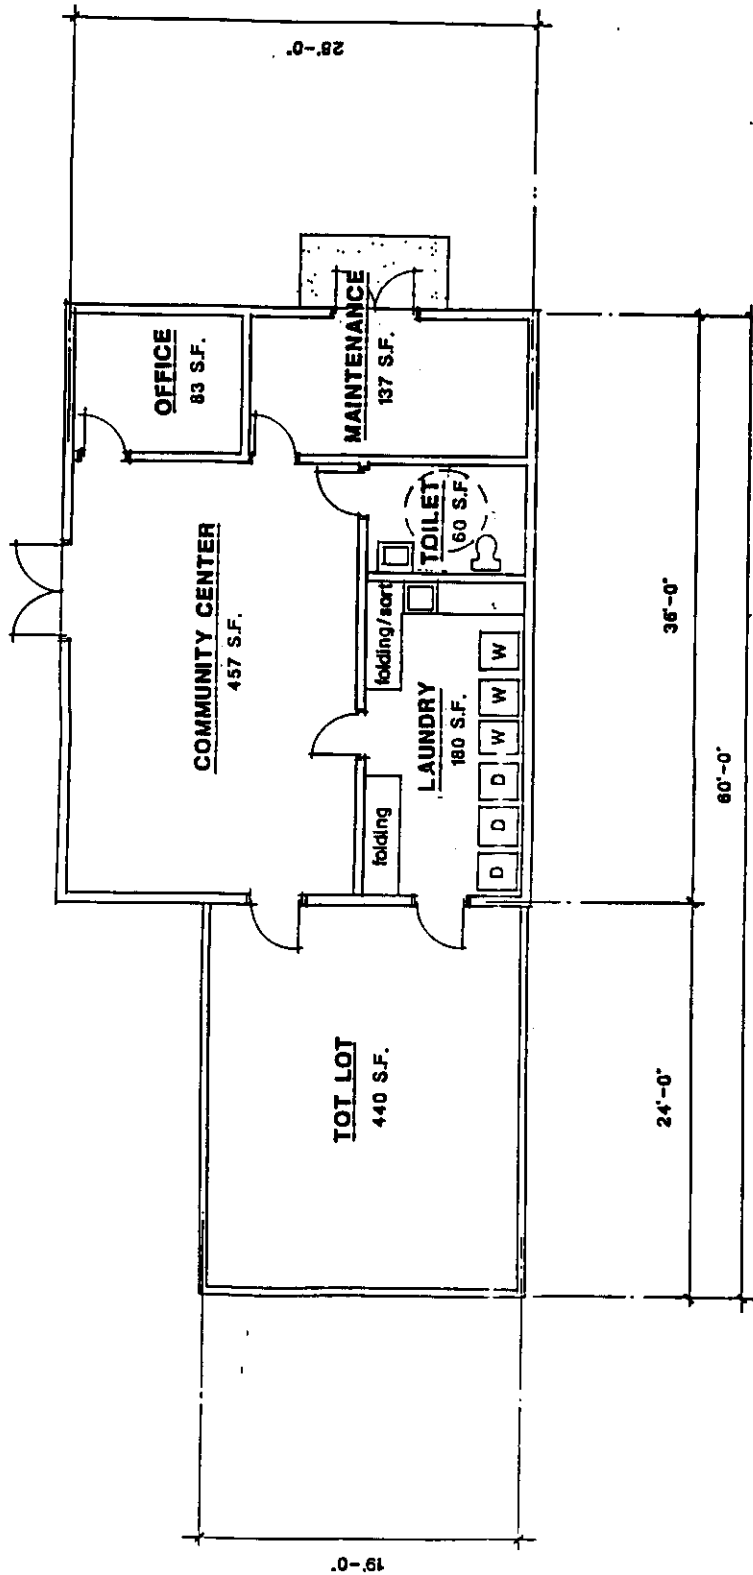 28'-0"
OFFICE
83 S.F.
MAINTENANCE
137 S.F.
COMMUNITY CENTER
457 S.F.
TOILET
60 S.F.
folding/sort
LAUNDRY
180 S.F.
folding
W
W
W
D
D
D
TOT LOT
440 S.F.
36'-0"
24'-0"
60'-0"
19'-0"